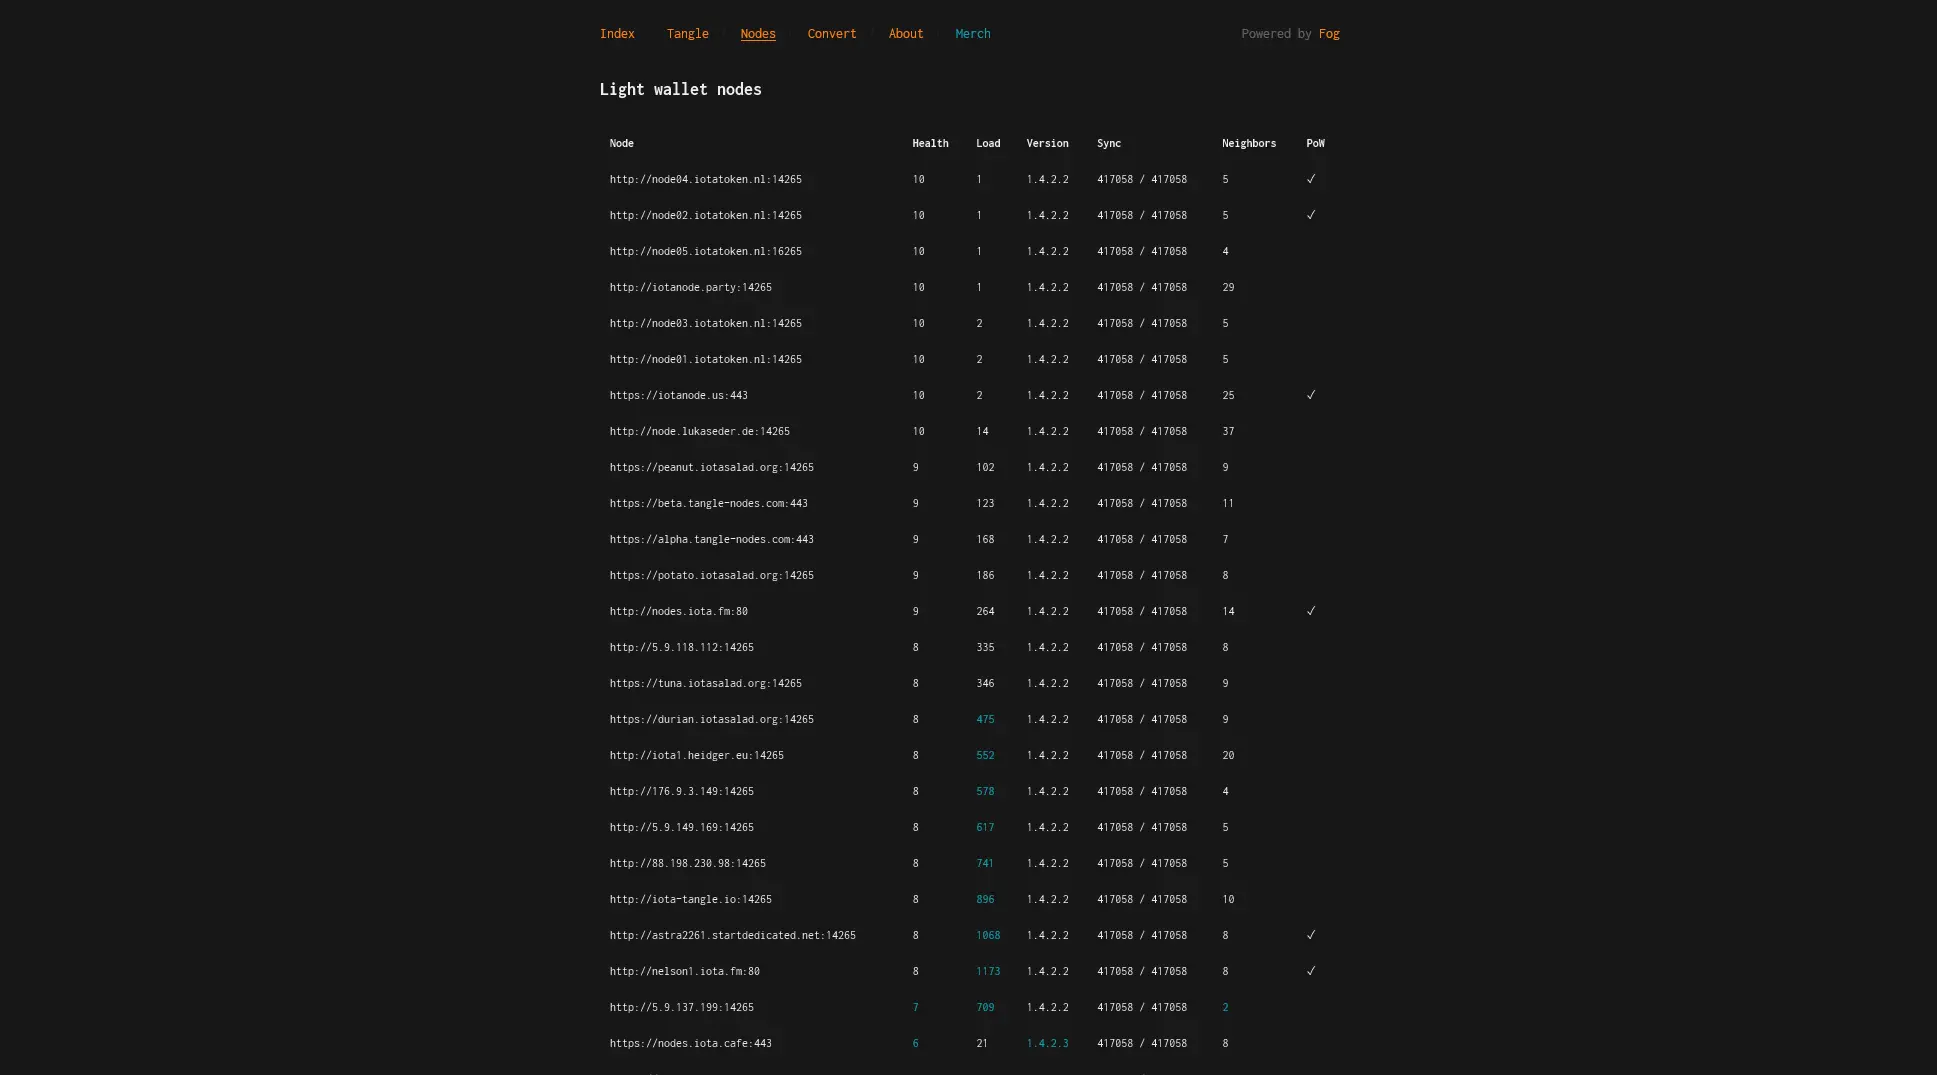 Index Tangle Nodes Convert About Merch Powered by Fog
Light wallet nodes
Node Health Load Version Sync Neighbors PoW
http://node04.iotatoken.nl:14265 10 1 1.4.2.2 417058 / 417058 5 ✓
http://node02.iotatoken.nl:14265 10 1 1.4.2.2 417058 / 417058 5 ✓
http://node05.iotatoken.nl:16265 10 1 1.4.2.2 417058 / 417058 4
http://iotanode.party:14265 10 1 1.4.2.2 417058 / 417058 29
http://node03.iotatoken.nl:14265 10 2 1.4.2.2 417058 / 417058 5
http://node01.iotatoken.nl:14265 10 2 1.4.2.2 417058 / 417058 5
https://iotanode.us:443 10 2 1.4.2.2 417058 / 417058 25 ✓
http://node.lukaseder.de:14265 10 14 1.4.2.2 417058 / 417058 37
https://peanut.iotasalad.org:14265 9 102 1.4.2.2 417058 / 417058 9
https://beta.tangle-nodes.com:443 9 123 1.4.2.2 417058 / 417058 11
https://alpha.tangle-nodes.com:443 9 168 1.4.2.2 417058 / 417058 7
https://potato.iotasalad.org:14265 9 186 1.4.2.2 417058 / 417058 8
http://nodes.iota.fm:80 9 264 1.4.2.2 417058 / 417058 14 ✓
http://5.9.118.112:14265 8 335 1.4.2.2 417058 / 417058 8
https://tuna.iotasalad.org:14265 8 346 1.4.2.2 417058 / 417058 9
https://durian.iotasalad.org:14265 8 475 1.4.2.2 417058 / 417058 9
http://iota1.heidger.eu:14265 8 552 1.4.2.2 417058 / 417058 20
http://176.9.3.149:14265 8 578 1.4.2.2 417058 / 417058 4
http://5.9.149.169:14265 8 617 1.4.2.2 417058 / 417058 5
http://88.198.230.98:14265 8 741 1.4.2.2 417058 / 417058 5
http://iota-tangle.io:14265 8 896 1.4.2.2 417058 / 417058 10
http://astra2261.startdedicated.net:14265 8 1068 1.4.2.2 417058 / 417058 8 ✓
http://nelson1.iota.fm:80 8 1173 1.4.2.2 417058 / 417058 8 ✓
http://5.9.137.199:14265 7 709 1.4.2.2 417058 / 417058 2
https://nodes.iota.cafe:443 6 21 1.4.2.3 417058 / 417058 8